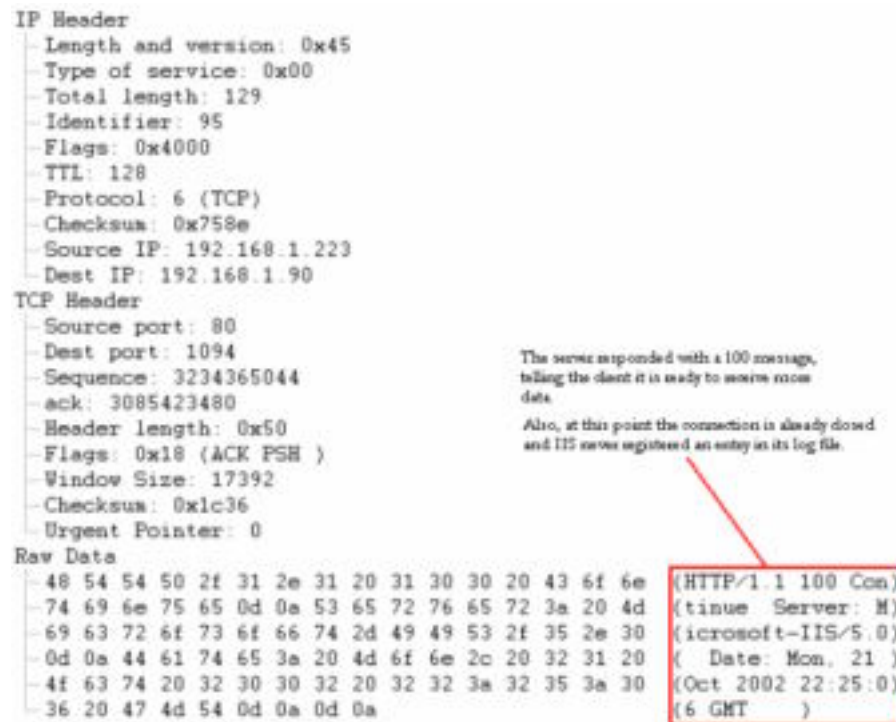 IP Header
Length and version: 0x45
Type of service: 0x00
Total length: 129
Identifier: 95
Flags: 0x4000
TTL: 128
Protocol: 6 (TCP)
Checksum: 0x758e
Source IP: 192.168.1.223
Dest IP: 192.168.1.90
TCP Header
Source port: 80
Dest port: 1094
Sequence: 3234365044
ack: 3085423480
Header length: 0x50
Flags: 0x18 (ACK PSH )
Window Size: 17392
Checksum: 0x1c36
Urgent Pointer: 0
The server responded with a 100 message,
telling the client it is ready to receive more
data.
Also, at this point the connection is already closed
and IIS never registered an entry in its log file.
Raw Data
48 54 54 50 2f 31 2e 31 20 31 30 30 20 43 6f 6e (HTTP/1.1 100 Con)
74 69 6e 75 65 0d 0a 53 65 72 76 65 72 3a 20 4d (tinue Server: M)
69 63 72 6f 73 6f 66 74 2d 49 49 53 2f 35 2e 30 (icrosoft-IIS/5.0)
0d 0a 44 61 74 65 3a 20 4d 6f 6e 2c 20 32 31 20 ( Date: Mon, 21 )
4f 63 74 20 32 30 30 32 20 32 32 3a 32 35 3a 30 (Oct 2002 22:25:0)
36 20 47 4d 54 0d 0a 0d 0a (6 GMT )